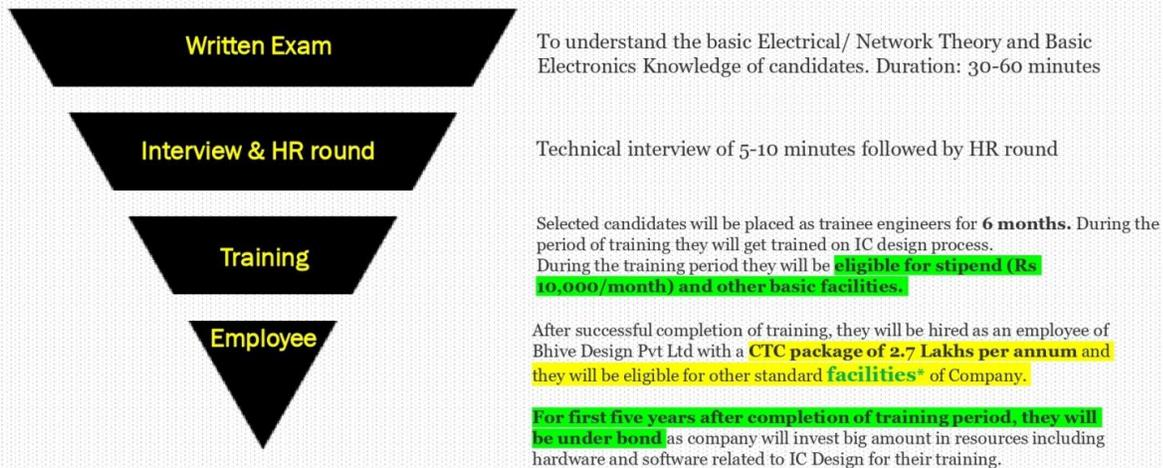 Written Exam
To understand the basic Electrical/ Network Theory and Basic
Electronics Knowledge of candidates. Duration: 30-60 minutes
Interview & HR round
Technical interview of 5-10 minutes followed by HR round
Training
Selected candidates will be placed as trainee engineers for 6 months. During the
period of training they will get trained on IC design process.
During the training period they will be eligible for stipend (Rs
10,000/month) and other basic facilities.
Employee
After successful completion of training, they will be hired as an employee of
Bhive Design Pvt Ltd with a CTC package of 2.7 Lakhs per annum and
they will be eligible for other standard facilities* of Company.
For first five years after completion of training period, they will
be under bond as company will invest big amount in resources including
hardware and software related to IC Design for their training.